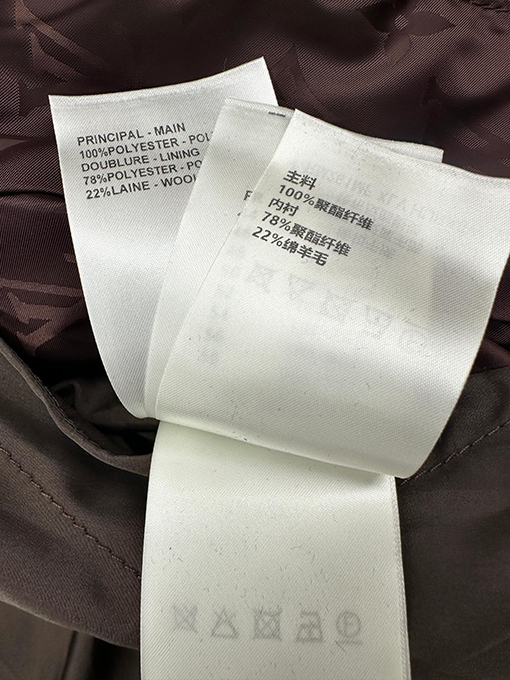 PRINCIPAL - MAIN
100%POLYESTER - POL
DOUBLURE - LINING
78%POLYESTER - PO
22%LAINE - WOO
主料
100%聚酯纤维
内衬
78%聚酯纤维
22%绵羊毛